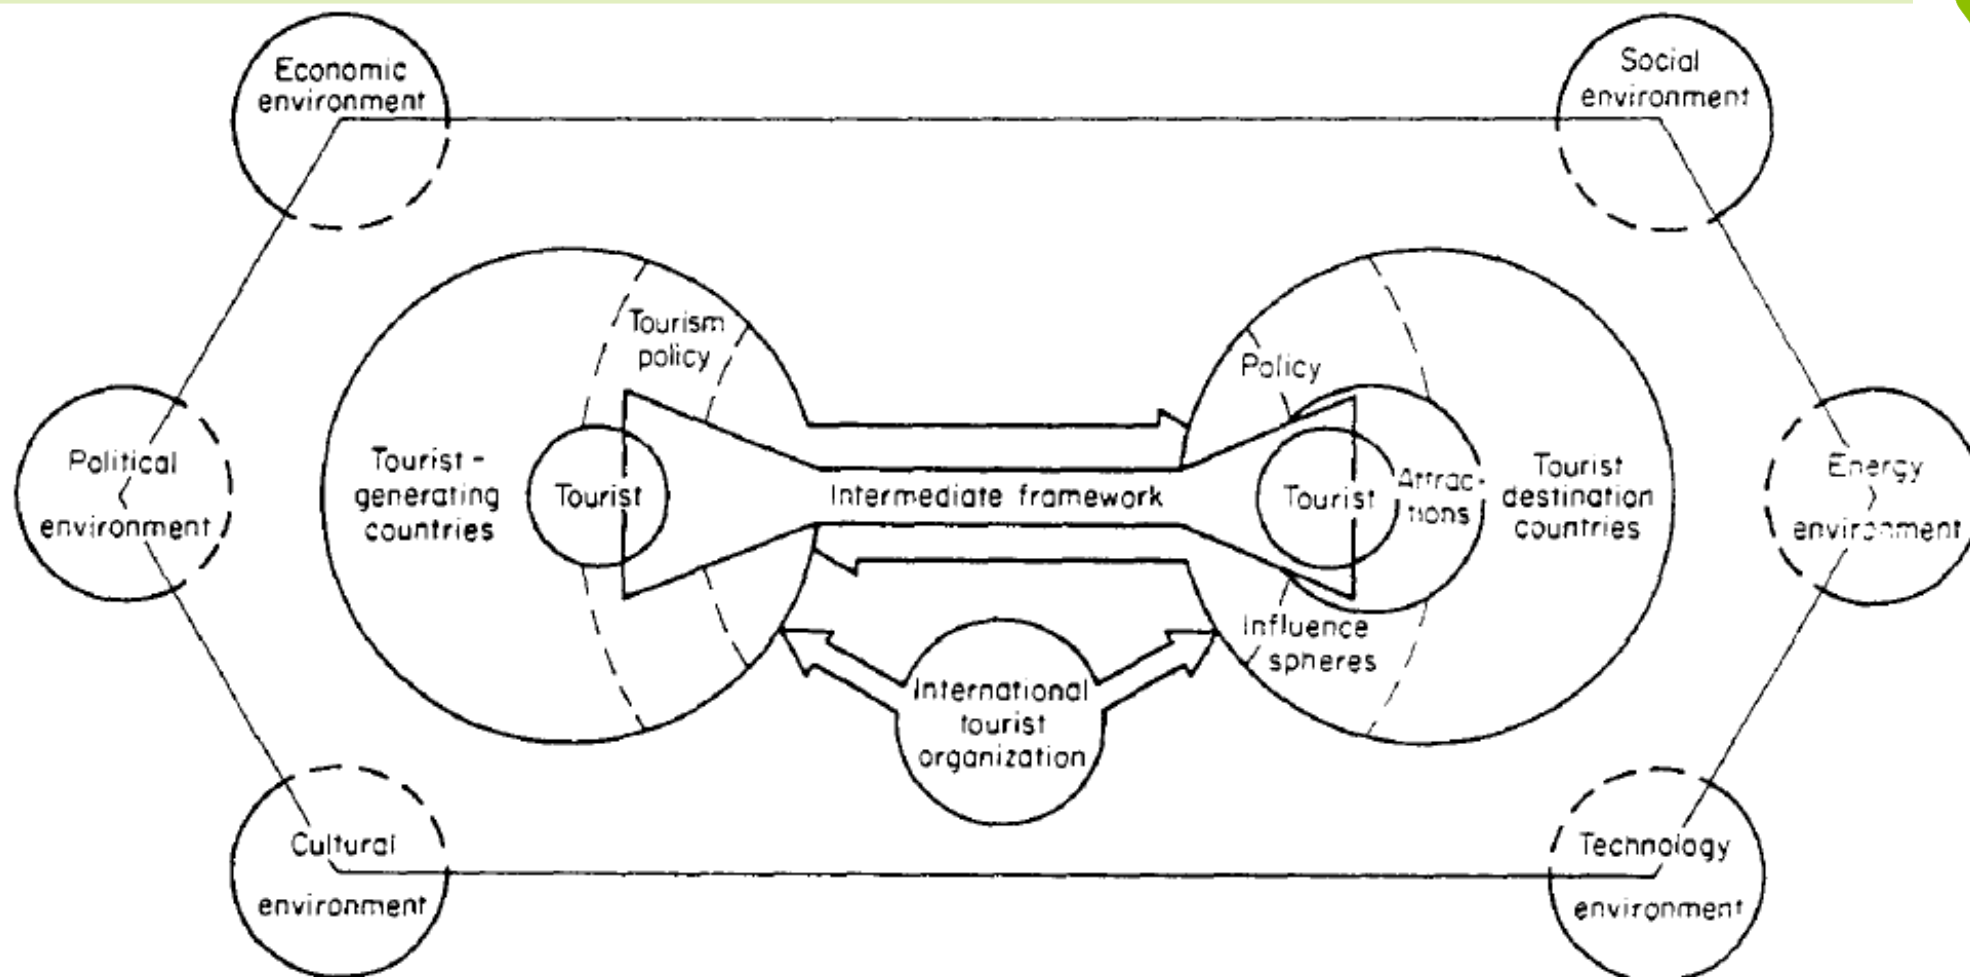 Economic
environment
Social
environment
Tourism
policy
Policy
Political
environment
Tourist-
generating
countries
Tourist
Intermediate framework
Tourist
Attrac-
tions
Tourist
destination
countries
Energy
environment
Influence
spheres
International
tourist
organization
Cultural
environment
Technology
environment